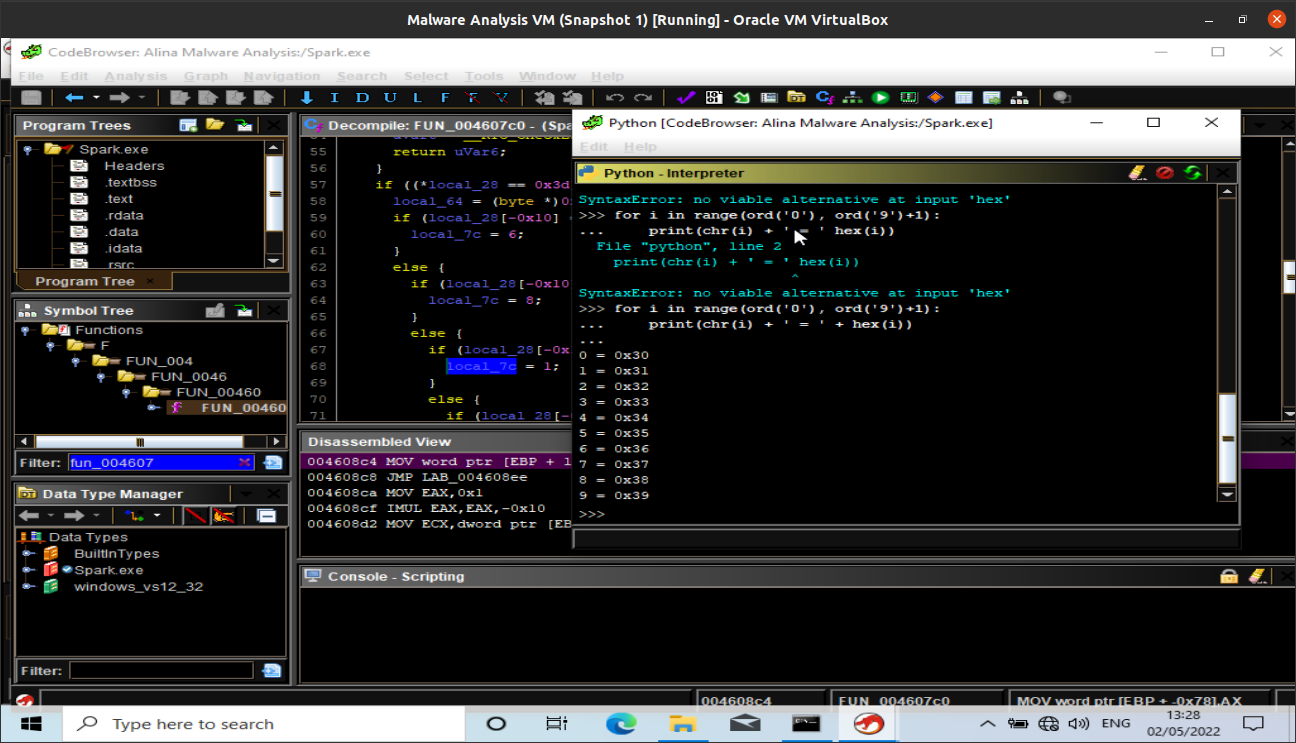 Malware Analysis VM (Snapshot 1) [Running] - Oracle VM VirtualBox
CodeBrowser: Alina Malware Analysis:/Spark.exe
File Edit Analysis Graph Navigation Search Select Tools Window Help
I D U L F
Program Trees
Spark.exe
Headers
.textbss
.text
.rdata
.data
.idata
.rsrc
Program Tree
Symbol Tree
Functions
F
FUN_004
FUN_0046
FUN_00460
FUN_00460
Filter: fun_004607
Data Type Manager
Data Types
BuiltInTypes
Spark.exe
windows_vs12_32
Filter:
Decompile: FUN_004607c0 - (Spa
55 return uVar6;
56 }
57 if ((*local_28 == 0x3d
58 local_64 = (byte *)0
59 if (local_28[-0x10] =
60 local_7c = 6;
61 }
62 else {
63 if (local_28[-0x10
64 local_7c = 8;
65 }
66 else {
67 if (local_28[-0x
68 local_7c = 1;
69 }
70 else {
71 if (local_28[-
Disassembled View
004608c4 MOV word ptr [EBP + 1
004608c8 JMP LAB_004608ee
004608ca MOV EAX,0x1
004608cf IMUL EAX,EAX,-0x10
004608d2 MOV ECX,dword ptr [EB
Python [CodeBrowser: Alina Malware Analysis:/Spark.exe]
Edit Help
Python - Interpreter
SyntaxError: no viable alternative at input 'hex'
>>> for i in range(ord('0'), ord('9')+1):
... print(chr(i) + ' = ' hex(i))
File "python", line 2
print(chr(i) + ' = ' hex(i))
^
SyntaxError: no viable alternative at input 'hex'
>>> for i in range(ord('0'), ord('9')+1):
... print(chr(i) + ' = ' + hex(i))
...
0 = 0x30
1 = 0x31
2 = 0x32
3 = 0x33
4 = 0x34
5 = 0x35
6 = 0x36
7 = 0x37
8 = 0x38
9 = 0x39
>>>
Console - Scripting
004608c4
FUN_004607c0
MOV word ptr [EBP + -0x78],AX
Type here to search
ENG
13:28
02/05/2022